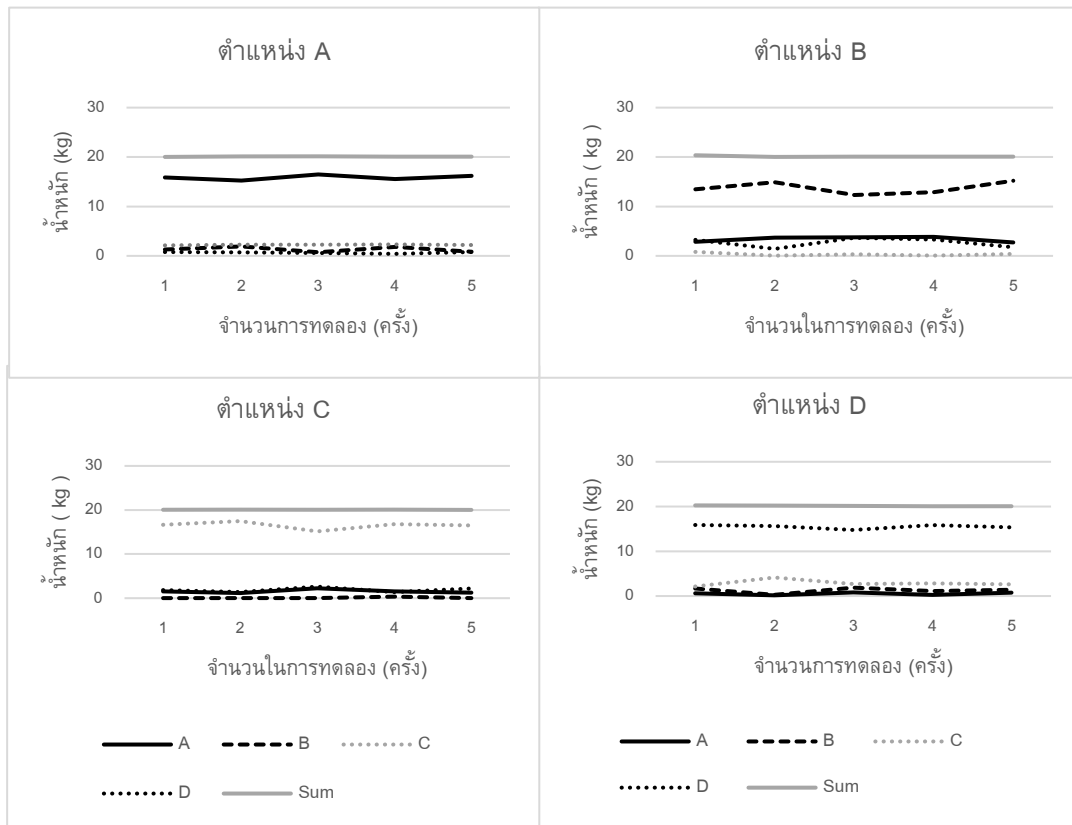 ตำแหน่ง A
น้ำหนัก (kg)
30
20
10
0
1 2 3 4 5
จำนวนการทดลอง (ครั้ง)
ตำแหน่ง B
น้ำหนัก ( kg )
30
20
10
0
1 2 3 4 5
จำนวนในการทดลอง (ครั้ง)
ตำแหน่ง C
น้ำหนัก ( kg )
30
20
10
0
1 2 3 4 5
จำนวนในการทดลอง (ครั้ง)
A B C
D Sum
ตำแหน่ง D
น้ำหนัก (kg)
30
20
10
0
1 2 3 4 5
จำนวนการทดลอง (ครั้ง)
A B C
D Sum